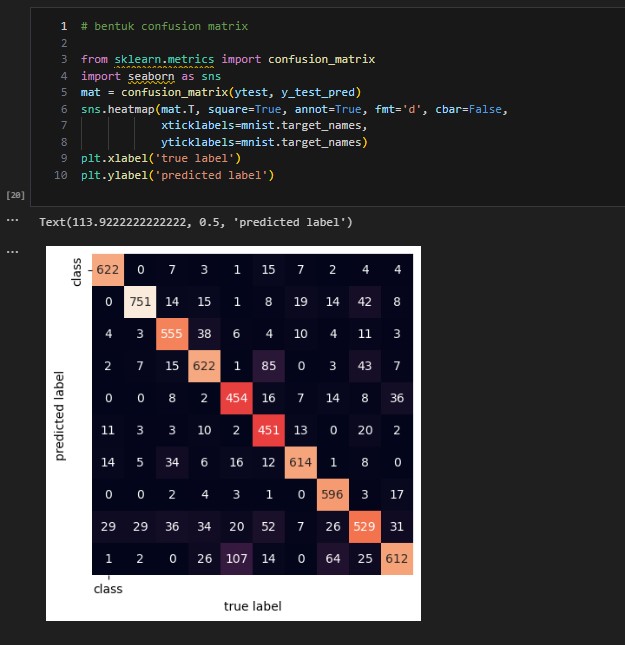 1 # bentuk confusion matrix
2
3 from sklearn.metrics import confusion_matrix
4 import seaborn as sns
5 mat = confusion_matrix(ytest, y_test_pred)
6 sns.heatmap(mat.T, square=True, annot=True, fmt='d', cbar=False,
7 xticklabels=mnist.target_names,
8 yticklabels=mnist.target_names)
9 plt.xlabel('true label')
10 plt.ylabel('predicted label')
[20]
... Text(113.9222222222222, 0.5, 'predicted label')
...
class
622 0 7 3 1 15 7 2 4 4
0 751 14 15 1 8 19 14 42 8
4 3 555 38 6 4 10 4 11 3
2 7 15 622 1 85 0 3 43 7
0 0 8 2 454 16 7 14 8 36
11 3 3 10 2 451 13 0 20 2
14 5 34 6 16 12 614 1 8 0
0 0 2 4 3 1 0 596 3 17
29 29 36 34 20 52 7 26 529 31
1 2 0 26 107 14 0 64 25 612
predicted label
class
true label